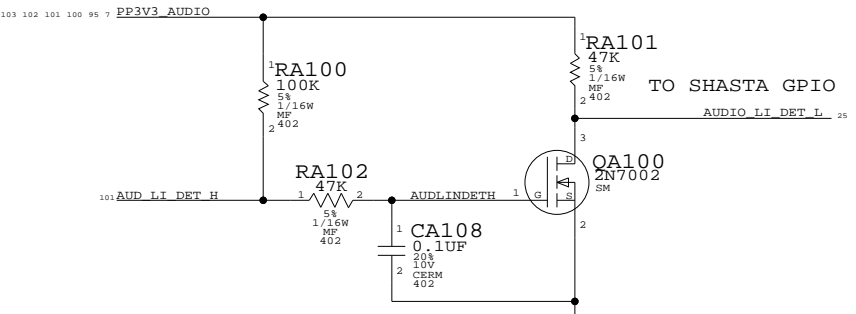 103 102 101 100 95 7 PP3V3_AUDIO
1
RA100
100K
5%
1/16W
MF
402
2
1
RA101
47K
5%
1/16W
MF
402
2
TO SHASTA GPIO
AUDIO_LI_DET_L 25
3
QA100
2N7002
SM
D
G
S
1
2
101 AUD_LI_DET_H
RA102
47K
1 2
5%
1/16W
MF
402
AUDLINDETH
1
CA108
0.1UF
20%
10V
CERM
402
2